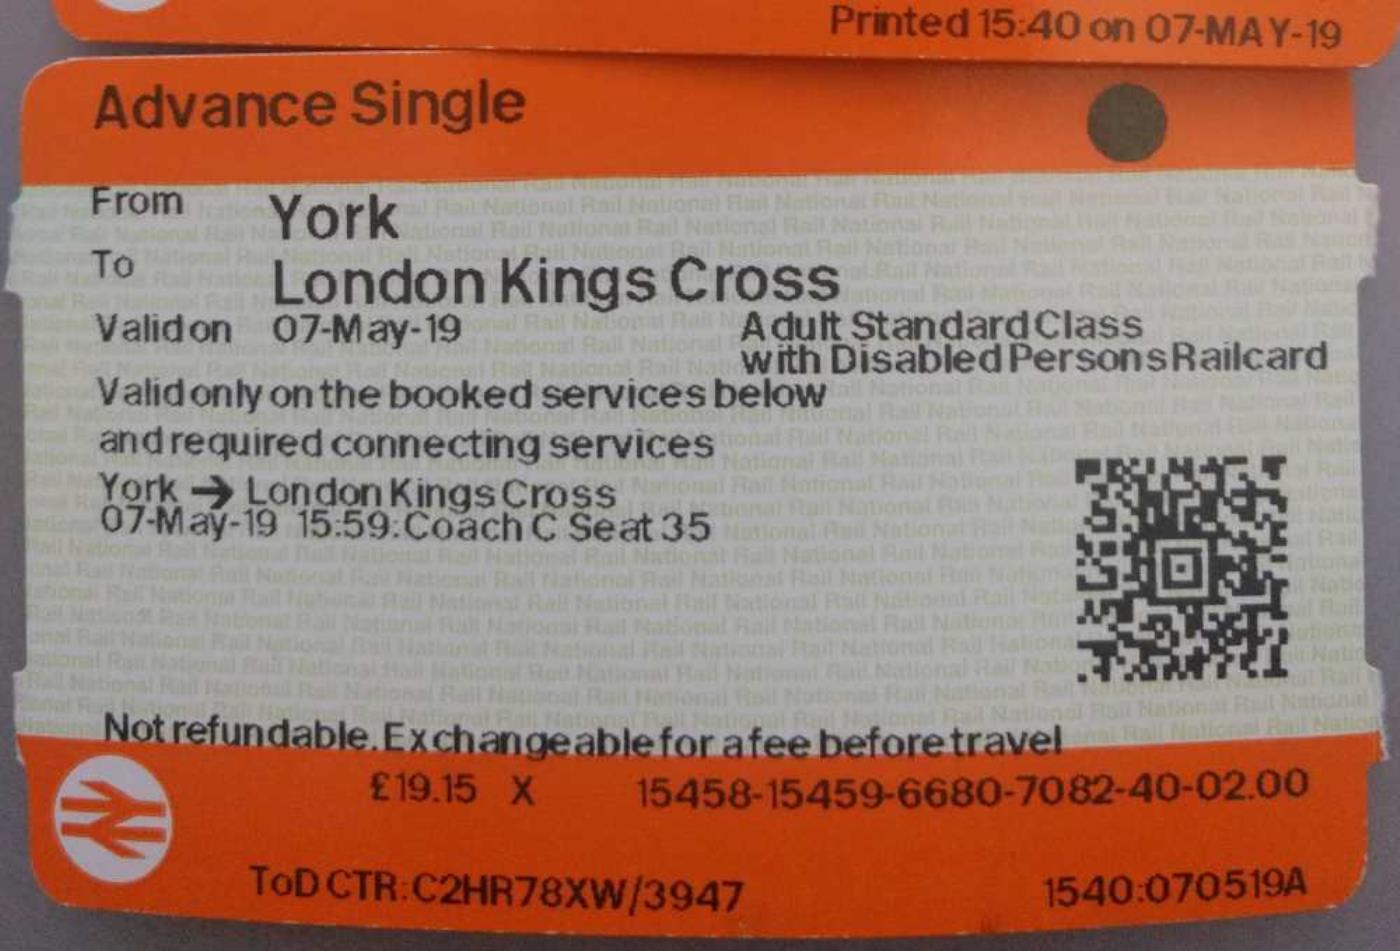 Printed 15:40 on 07-MAY-19
Advance Single
From York
To London Kings Cross
Valid on 07-May-19
Adult Standard Class
with Disabled Persons Railcard
Valid only on the booked services below
and required connecting services
York → London Kings Cross
07-May-19 15:59:Coach C Seat 35
Not refundable.Exchangeable for a fee before travel
£19.15 X 15458-15459-6680-7082-40-02.00
ToD CTR:C2HR78XW/3947 1540:070519A